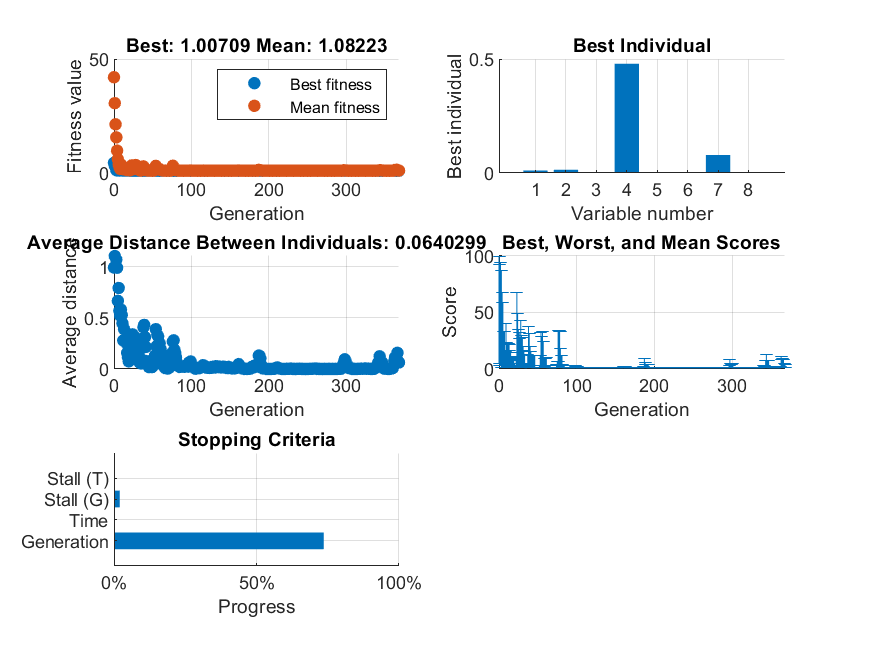 Best: 1.00709 Mean: 1.08223
50
0
Fitness value
Best fitness
Mean fitness
0 100 200 300
Generation
Best Individual
0.5
0
Best individual
1 2 3 4 5 6 7 8
Variable number
Average Distance Between Individuals: 0.0640299
1
0.5
0
Average distance
0 100 200 300
Generation
Best, Worst, and Mean Scores
100
50
0
Score
0 100 200 300
Generation
Stopping Criteria
Stall (T)
Stall (G)
Time
Generation
0% 50% 100%
Progress